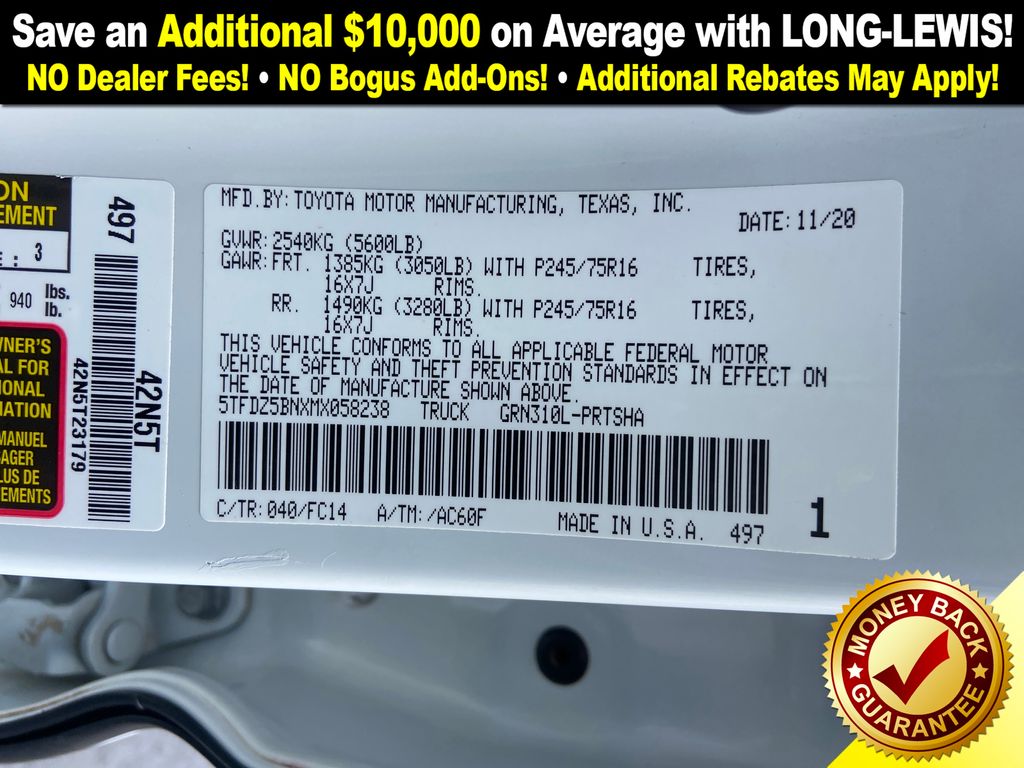 Save an Additional $10,000 on Average with LONG-LEWIS!
NO Dealer Fees! • NO Bogus Add-Ons! • Additional Rebates May Apply!
MFD.BY: TOYOTA MOTOR MANUFACTURING, TEXAS, INC.
DATE: 11/20
GVWR: 2540KG (5600LB)
GAWR: FRT. 1385KG (3050LB) WITH P245/75R16 TIRES,
16X7J RIMS.
RR. 1490KG (3280LB) WITH P245/75R16 TIRES,
16X7J RIMS.
THIS VEHICLE CONFORMS TO ALL APPLICABLE FEDERAL MOTOR
VEHICLE SAFETY AND THEFT PREVENTION STANDARDS IN EFFECT ON
THE DATE OF MANUFACTURE SHOWN ABOVE.
5TFDZ5BNXMX058238 TRUCK GRN310L-PRTSHA
C/TR: 040/FC14 A/TM: /AC60F MADE IN U.S.A. 497 1
3
940 lbs.
lb.
497
42N5T
42N5T23179
MANUEL
MONEY BACK
GUARANTEE